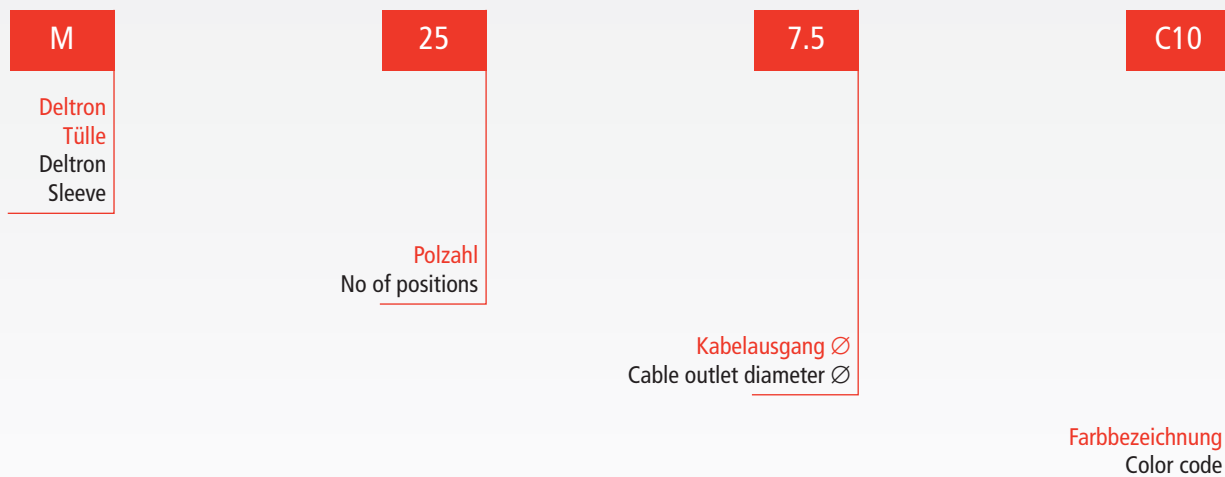 M
25
7.5
C10
Deltron
Tülle
Deltron
Sleeve
Polzahl
No of positions
Kabelausgang ∅
Cable outlet diameter ∅
Farbbezeichnung
Color code